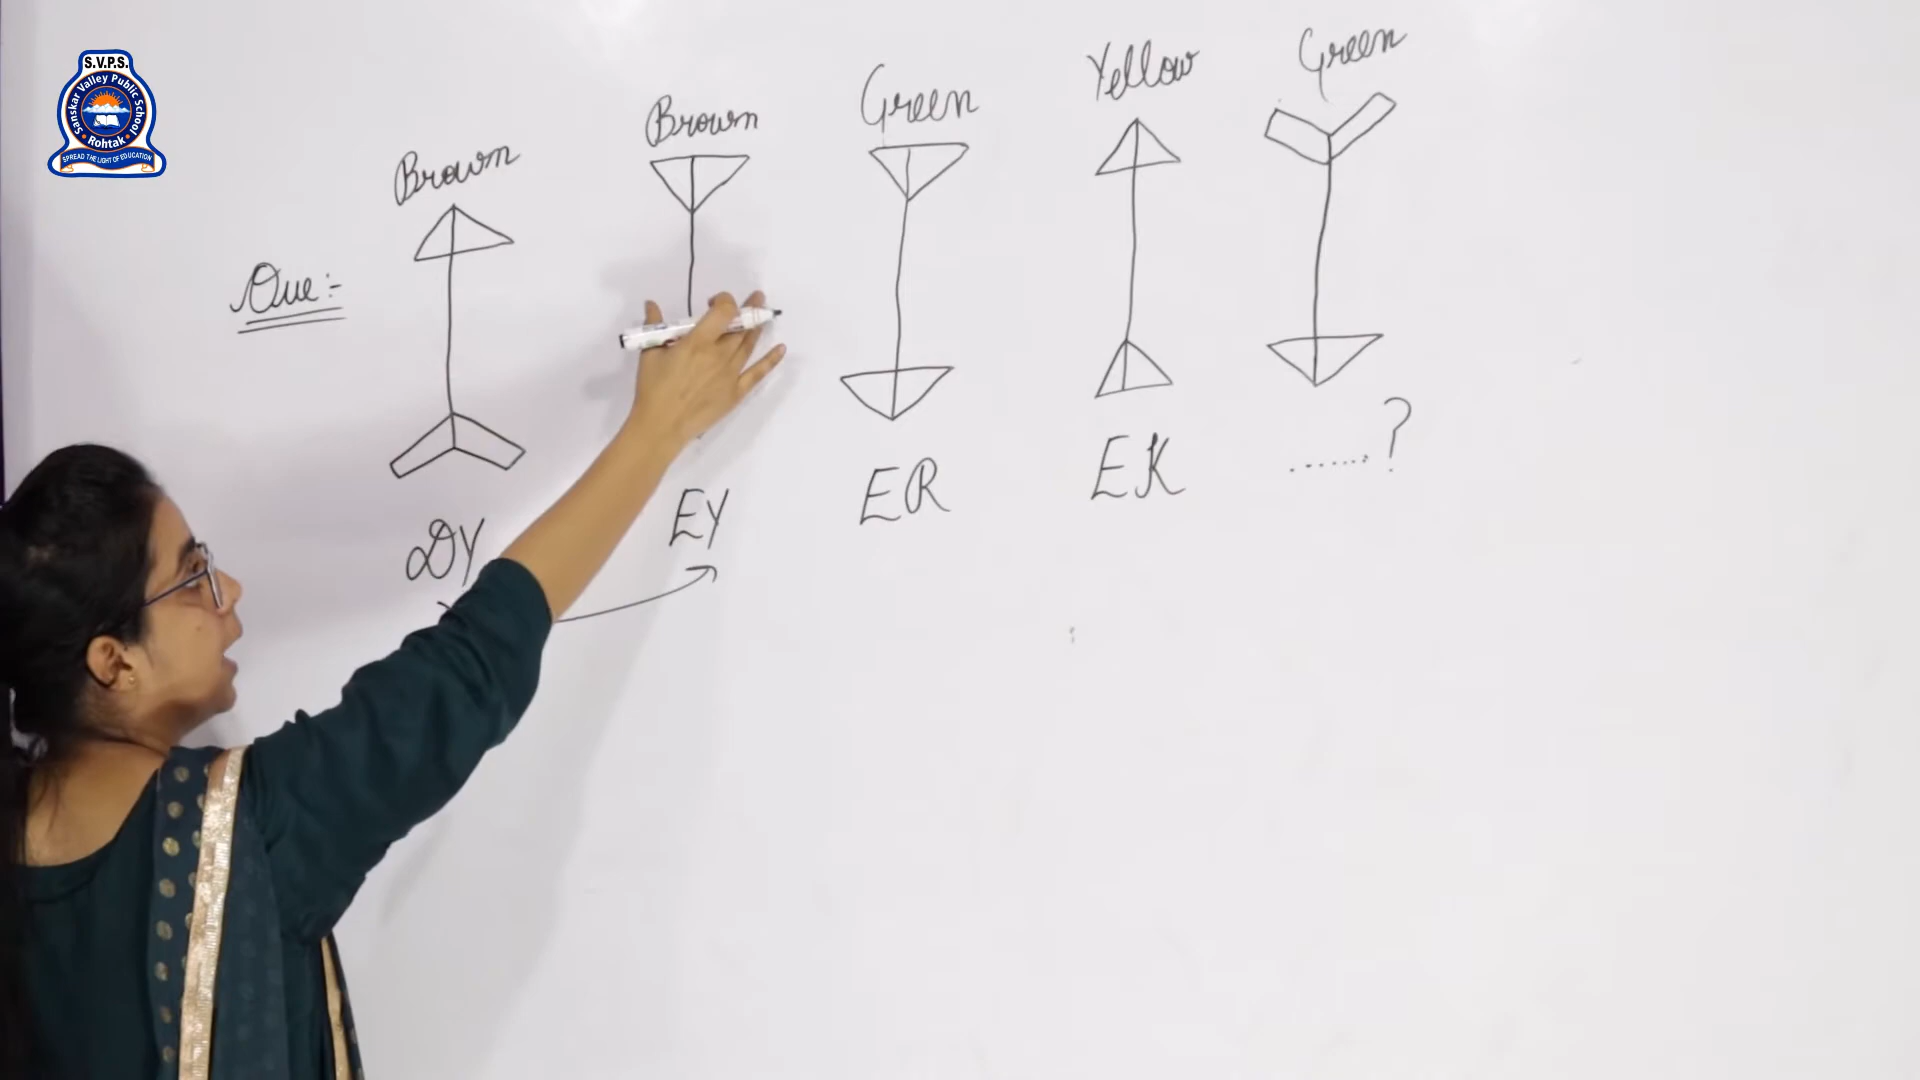 S.V.P.S.
Sanskar Valley Public School
Rohtak
SPREAD THE LIGHT OF EDUCATION
Que:-
Brown
Brown
Green
Yellow
Green
DY
EY
ER
EK
.......?